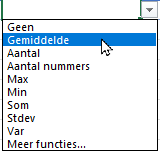 Geen
Gemiddelde
Aantal
Aantal nummers
Max
Min
Som
Stdev
Var
Meer functies...